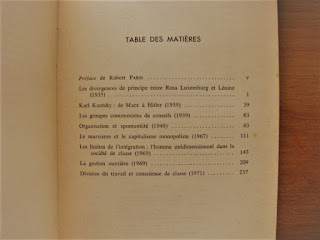 TABLE DES MATIÈRES
Préface de Robert PARIS . . . . . . . . . . . . . . . . . . . . V
Les divergences de principe entre Rosa Luxemburg et Lénine
(1935) . . . . . . . . . . . . . . . . . . . . 1
Karl Kautsky : de Marx à Hitler (1939) . . . . . . . . . . 39
Les groupes communistes de conseils (1939) . . . . . . . . . . 63
Organisation et spontanéité (1949) . . . . . . . . . . 83
Le marxisme et le capitalisme monopoliste (1967) . . . . . . 111
Les limites de l'intégration : l'homme unidimensionnel dans la
société de classe (1969) . . . . . . . . . . 143
La gestion ouvrière (1969) . . . . . . . . . . 209
Division du travail et conscience de classe (1971) . . . . . . 237